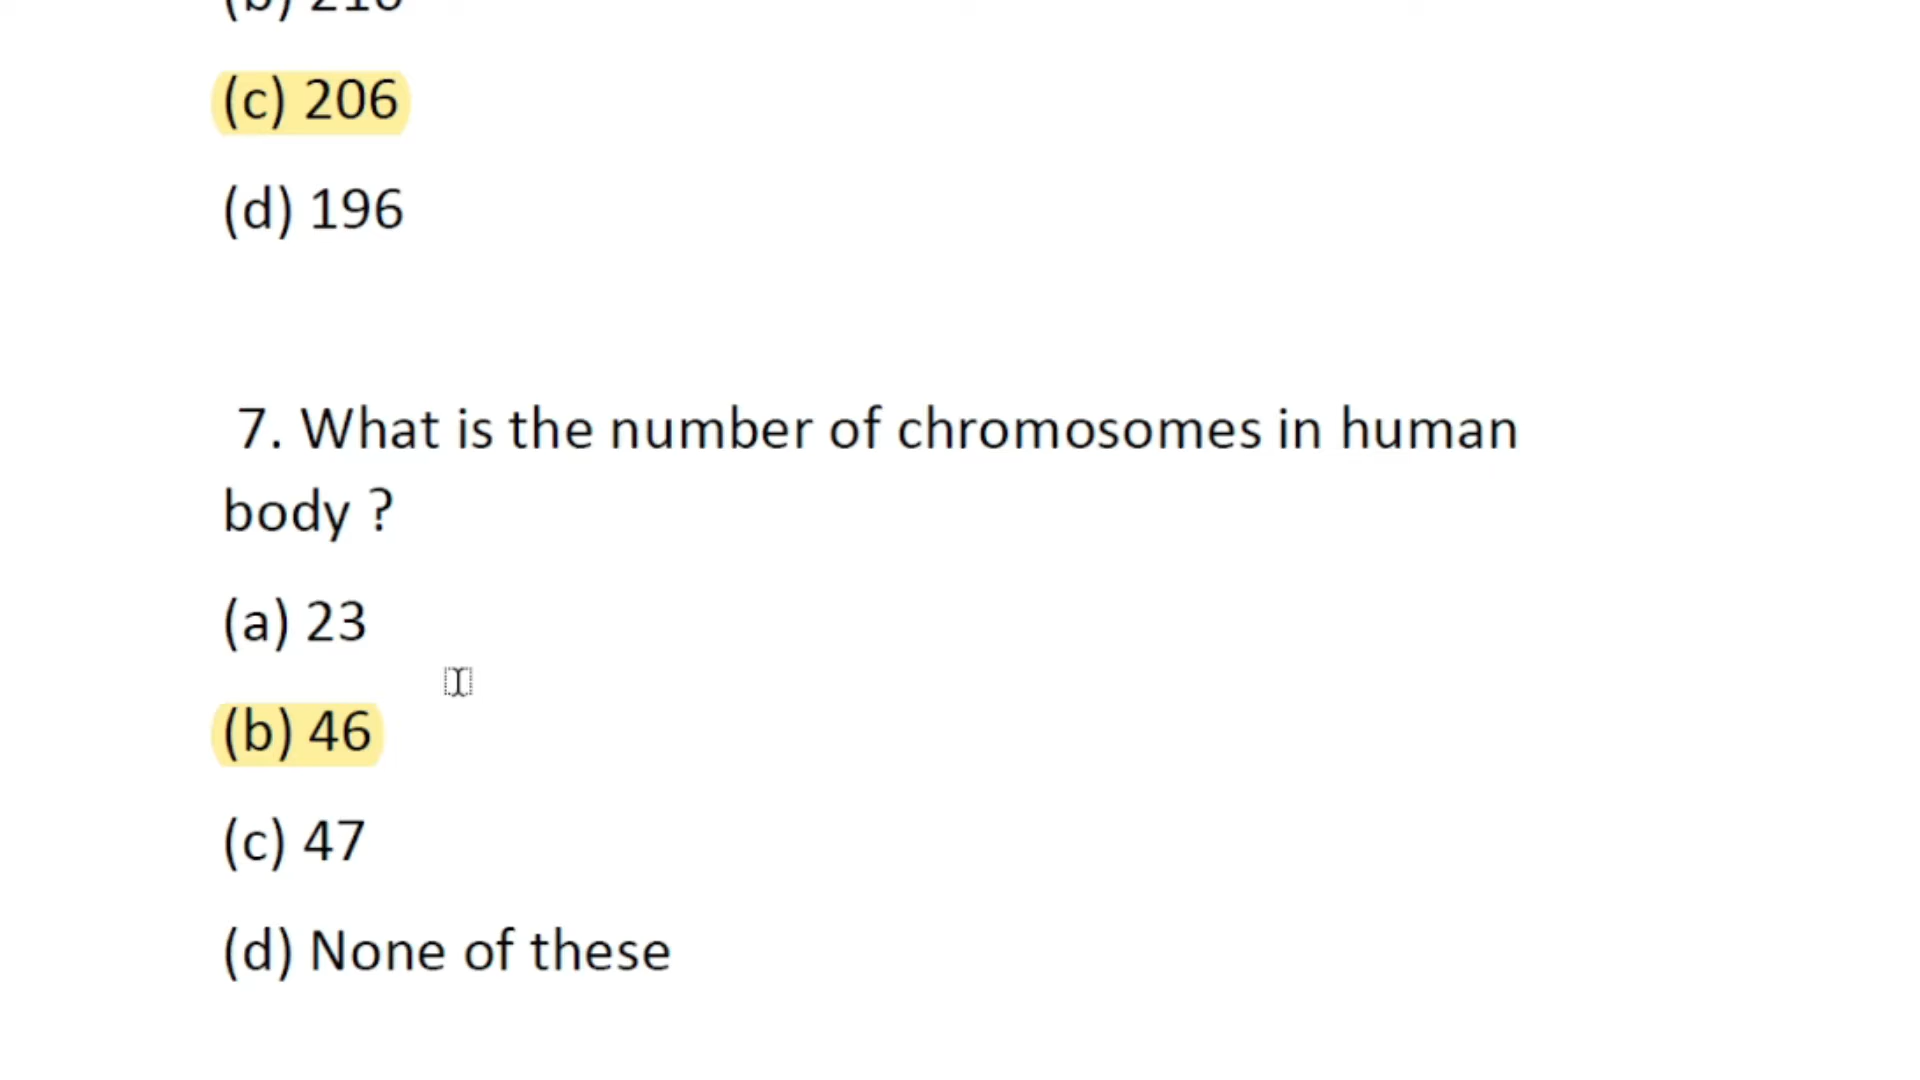 (c) 206
(d) 196
7. What is the number of chromosomes in human
body ?
(a) 23
(b) 46
(c) 47
(d) None of these